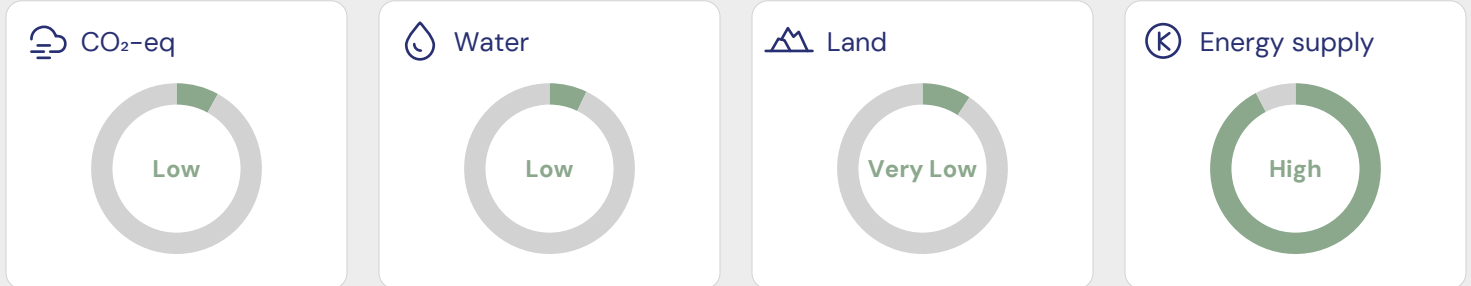 CO₂-eq
Low
Water
Low
Land
Very Low
Energy supply
High